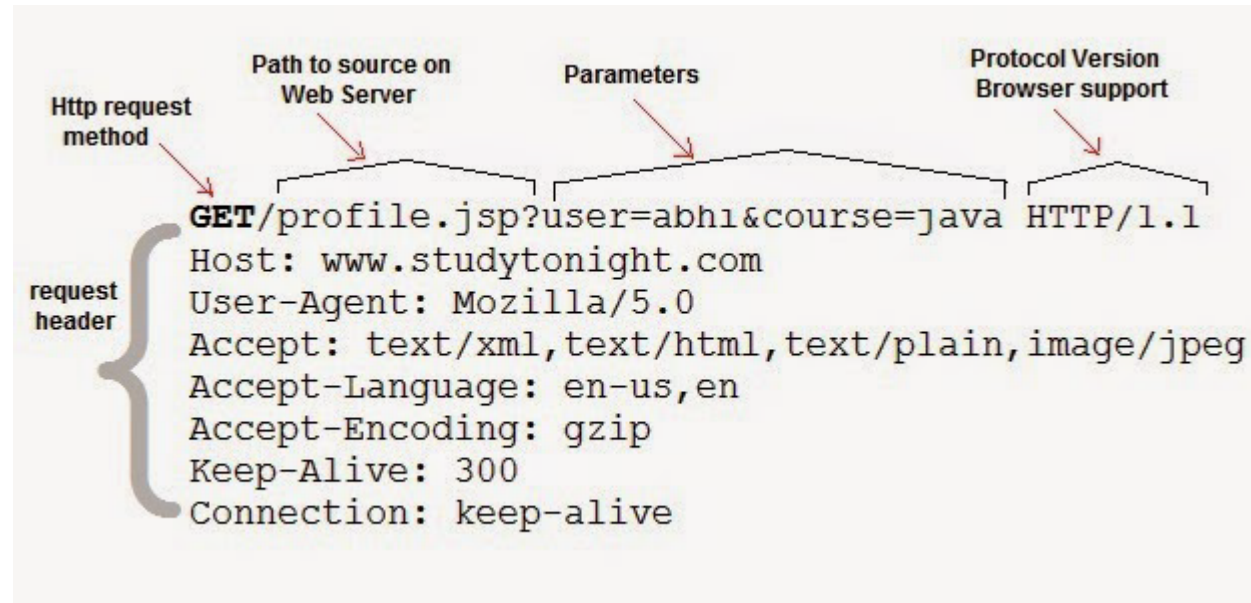 Path to source on
Web Server
Parameters
Protocol Version
Browser support
Http request
method
GET/profile.jsp?user=abhi&course=java HTTP/1.1
Host: www.studytonight.com
User-Agent: Mozilla/5.0
Accept: text/xml,text/html,text/plain,image/jpeg
Accept-Language: en-us,en
Accept-Encoding: gzip
Keep-Alive: 300
Connection: keep-alive
request
header